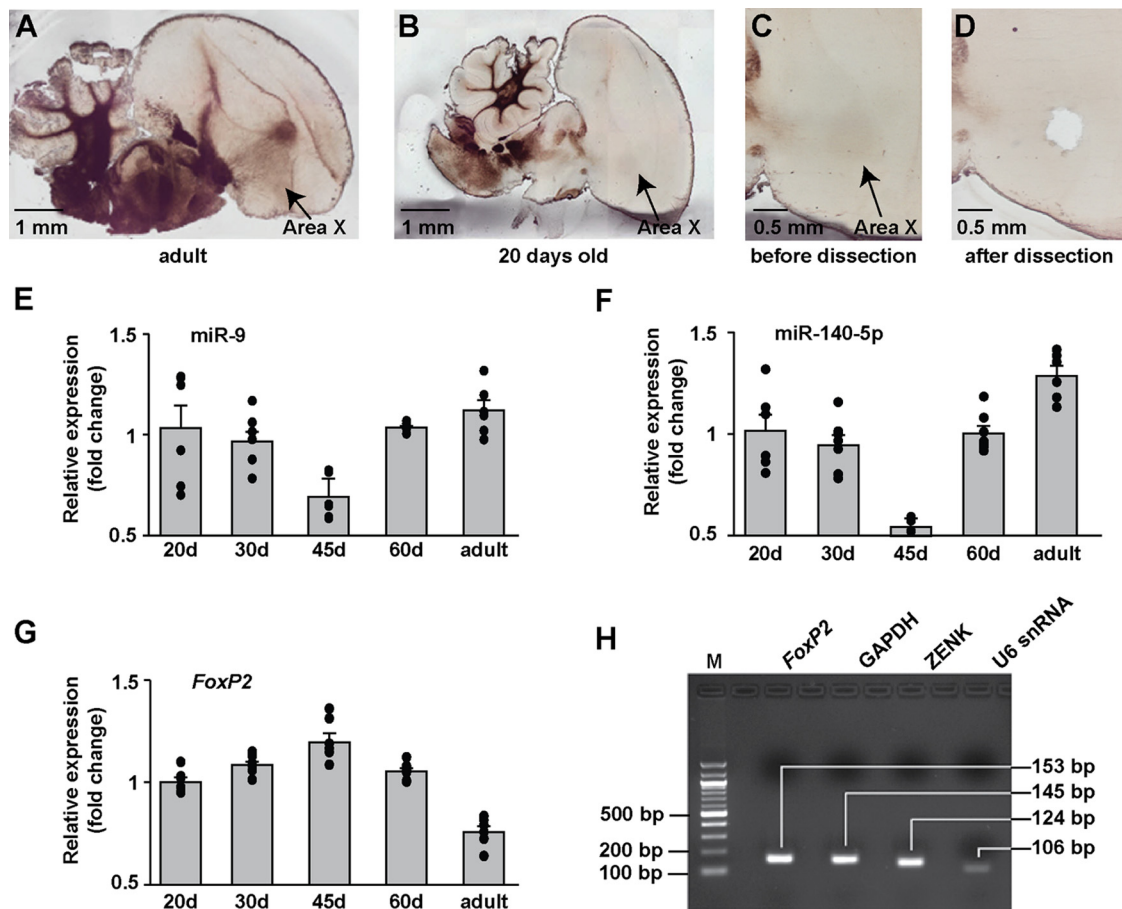 A
B
C
D
1 mm
Area X
1 mm
Area X
0.5 mm
Area X
0.5 mm
adult
20 days old
before dissection
after dissection
E
miR-9
Relative expression
(fold change)
1.5
1
0.5
20d 30d 45d 60d adult
F
miR-140-5p
Relative expression
(fold change)
1.5
1
0.5
20d 30d 45d 60d adult
G
FoxP2
Relative expression
(fold change)
1.5
1
0.5
20d 30d 45d 60d adult
H
M
FoxP2
GAPDH
ZENK
U6 snRNA
500 bp
200 bp
100 bp
153 bp
145 bp
124 bp
106 bp